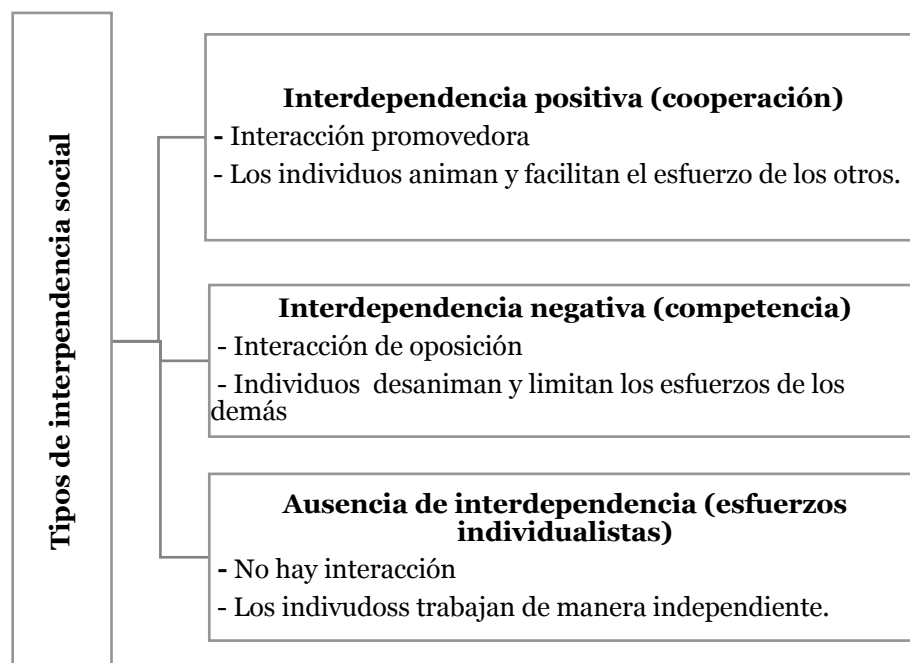 Tipos de interpendencia social
Interdependencia positiva (cooperación)
- Interacción promovedora
- Los individuos animan y facilitan el esfuerzo de los otros.
Interdependencia negativa (competencia)
- Interacción de oposición
- Individuos desaniman y limitan los esfuerzos de los
demás
Ausencia de interdependencia (esfuerzos
individualistas)
- No hay interacción
- Los indivudoss trabajan de manera independiente.